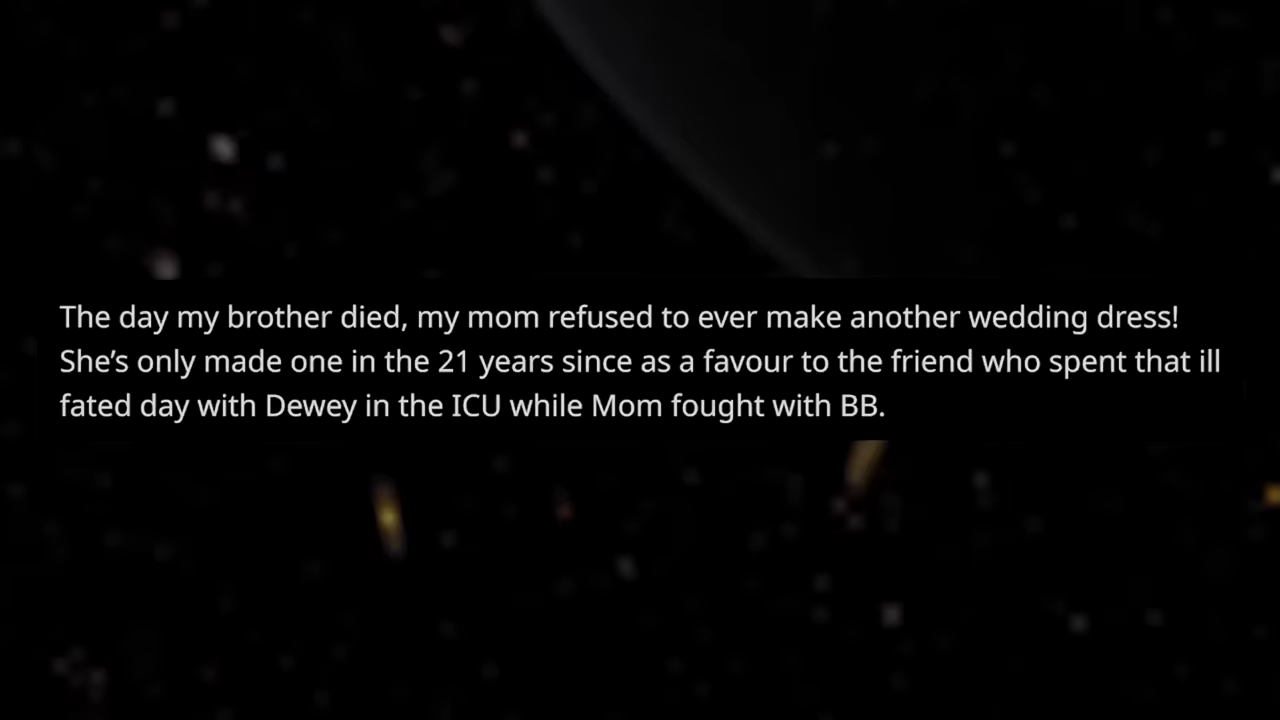 The day my brother died, my mom refused to ever make another wedding dress!
She’s only made one in the 21 years since as a favour to the friend who spent that ill
fated day with Dewey in the ICU while Mom fought with BB.